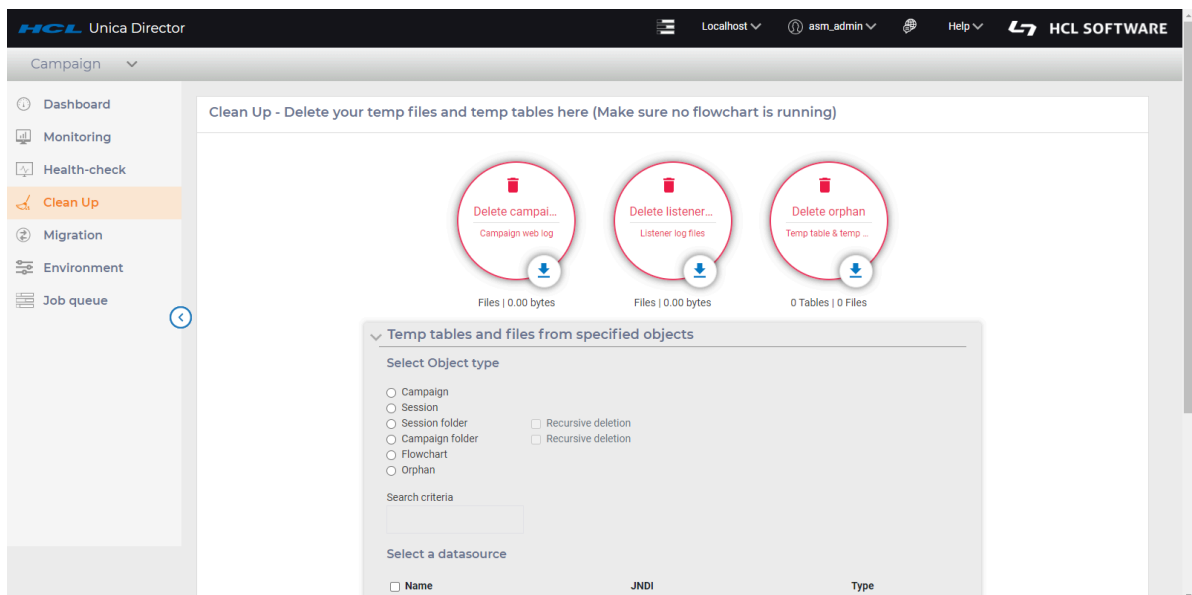 HCL Unica Director
Localhost
asm_admin
Help
HCL SOFTWARE
Campaign
Dashboard
Monitoring
Health-check
Clean Up
Migration
Environment
Job queue
Clean Up - Delete your temp files and temp tables here (Make sure no flowchart is running)
Delete campai...
Campaign web log
Files | 0.00 bytes
Delete listener...
Listener log files
Files | 0.00 bytes
Delete orphan
Temp table & temp ...
0 Tables | 0 Files
Temp tables and files from specified objects
Select Object type
Campaign
Session
Session folder Recursive deletion
Campaign folder Recursive deletion
Flowchart
Orphan
Search criteria
Select a datasource
Name JNDI Type